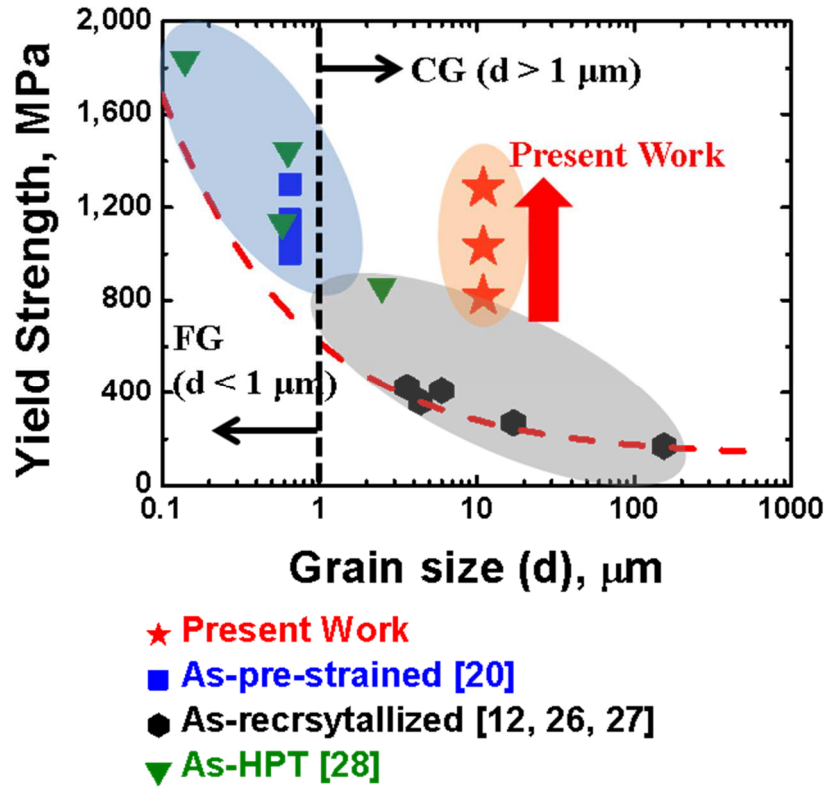 2,000
1,600
1,200
800
400
0
Yield Strength, MPa
CG (d > 1 μm)
Present Work
FG
(d < 1 μm)
0.1 1 10 100 1000
Grain size (d), μm
Present Work
As-pre-strained [20]
As-recrsytallized [12, 26, 27]
As-HPT [28]